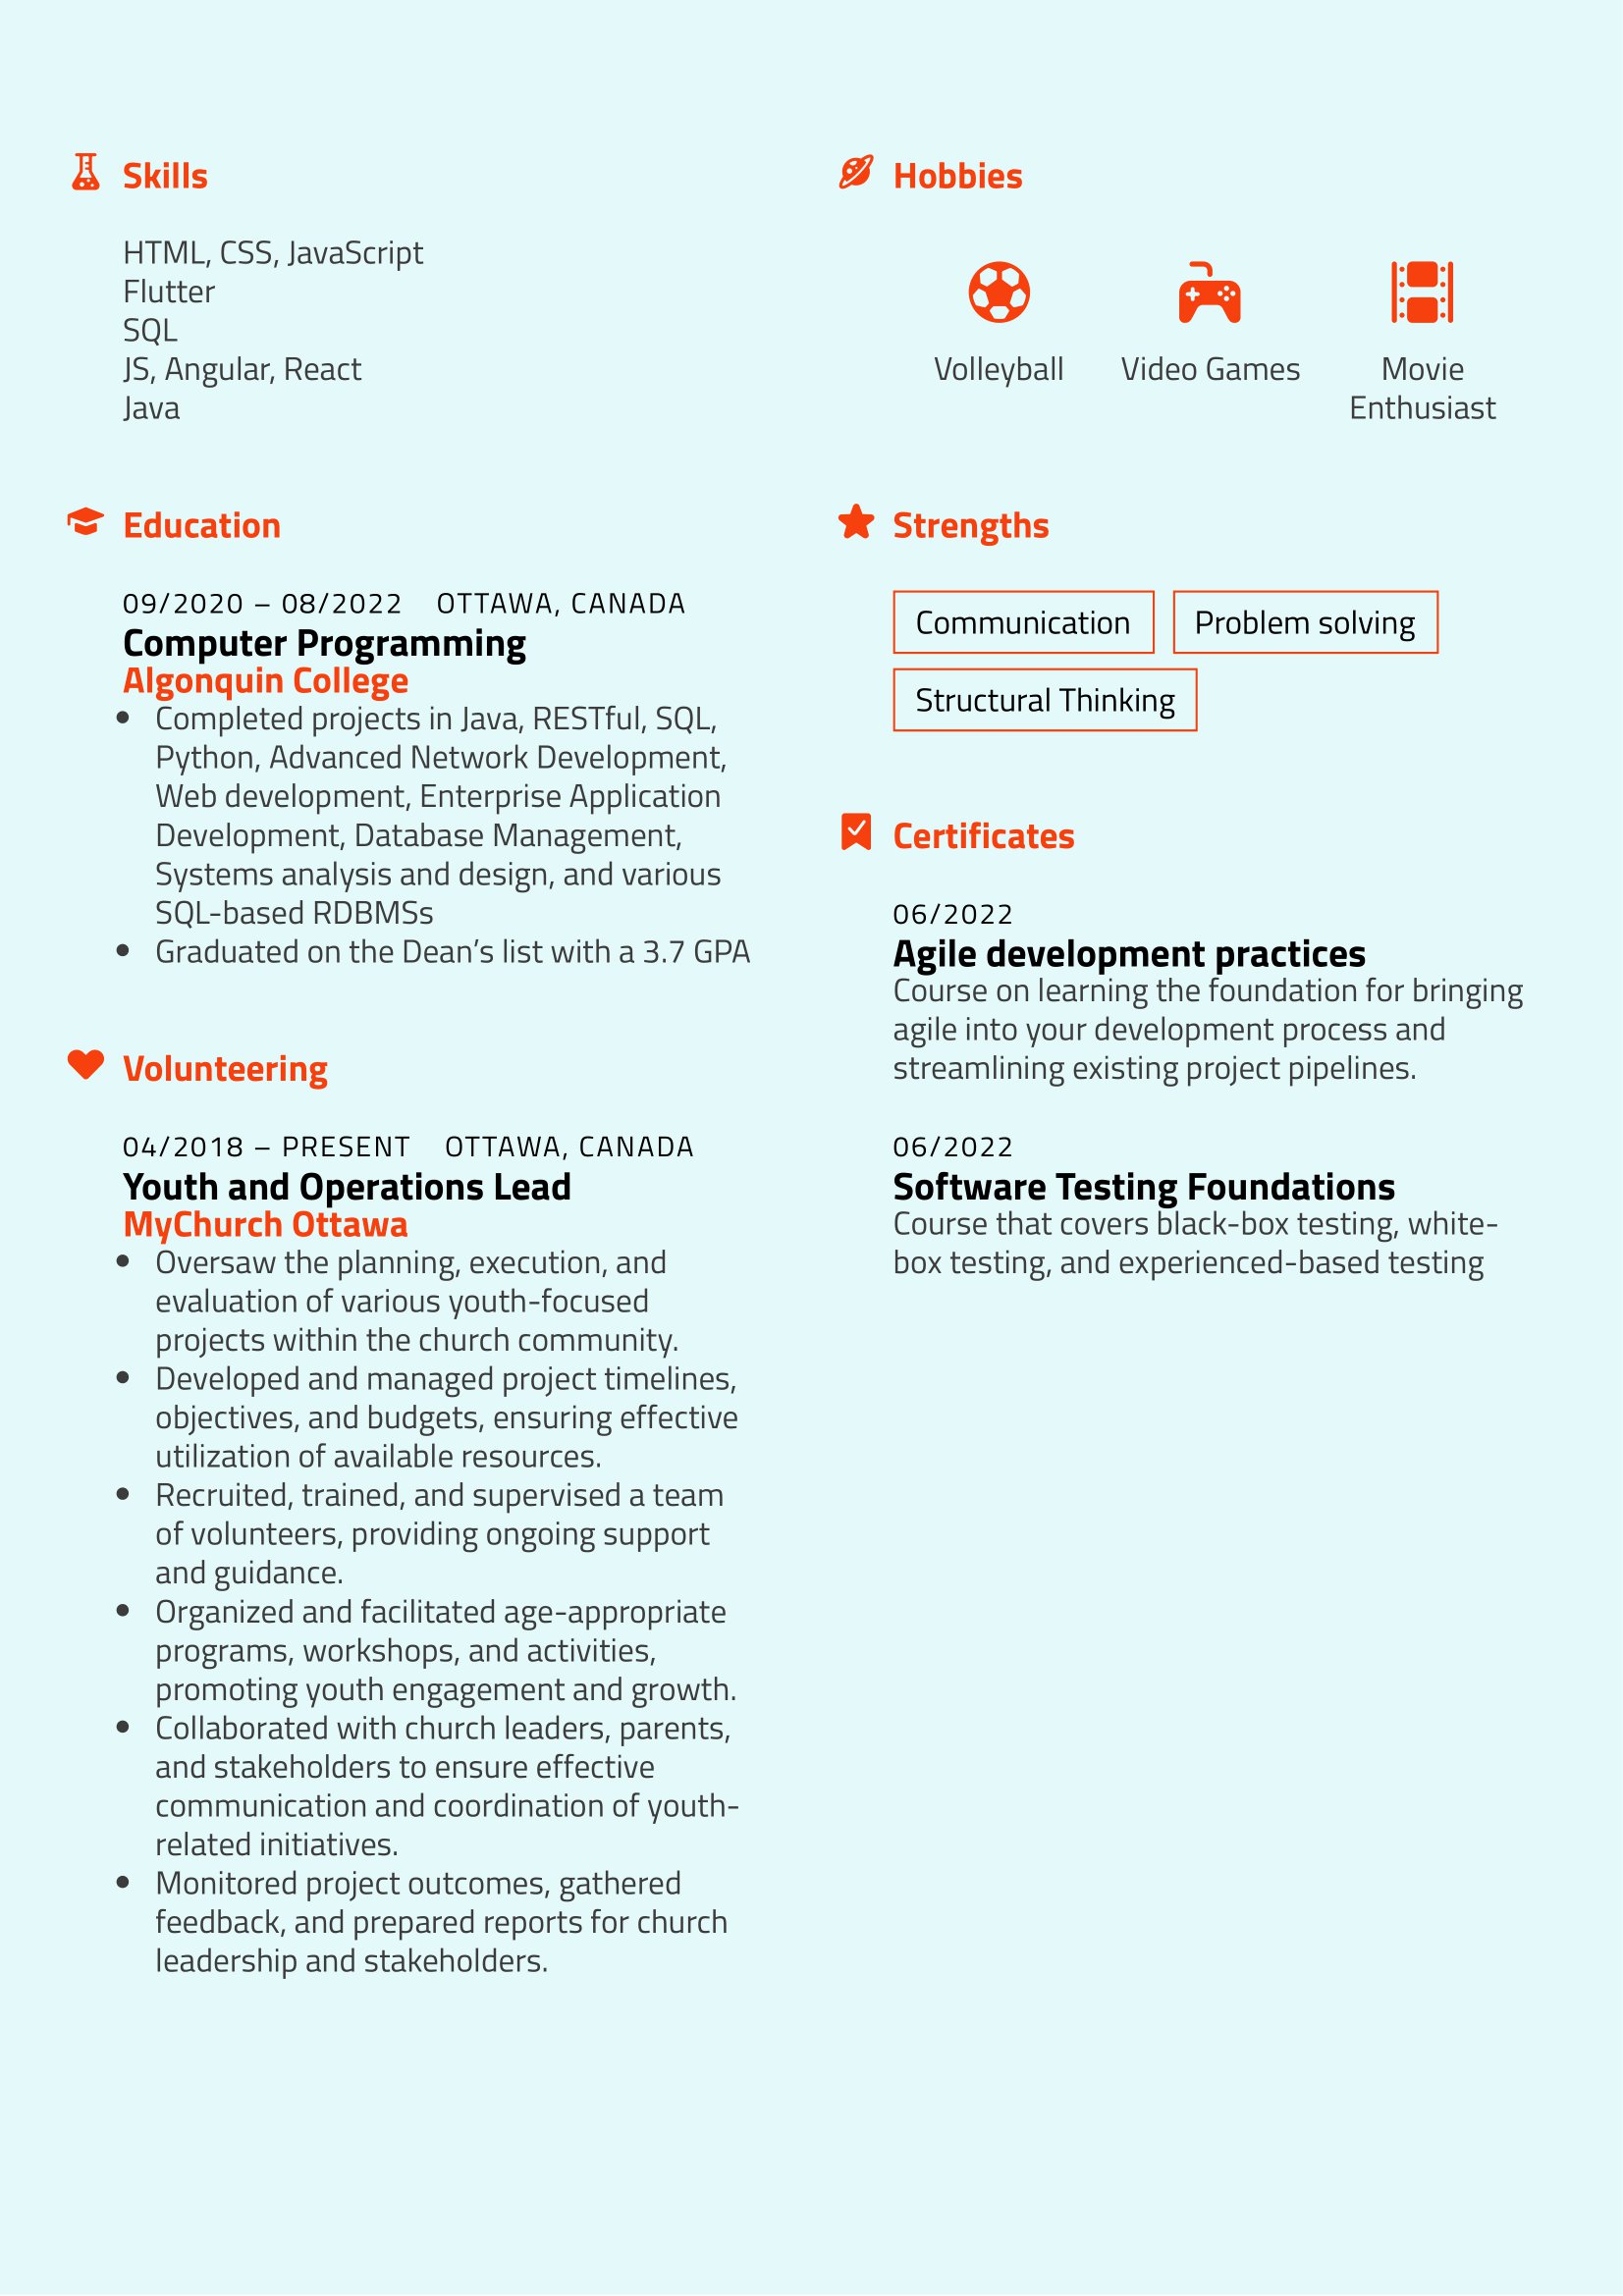 Skills
HTML, CSS, JavaScript
Flutter
SQL
JS, Angular, React
Java
Education
09/2020 – 08/2022 OTTAWA, CANADA
Computer Programming
Algonquin College
• Completed projects in Java, RESTful, SQL,
Python, Advanced Network Development,
Web development, Enterprise Application
Development, Database Management,
Systems analysis and design, and various
SQL-based RDBMSs
• Graduated on the Dean’s list with a 3.7 GPA
Volunteering
04/2018 – PRESENT OTTAWA, CANADA
Youth and Operations Lead
MyChurch Ottawa
• Oversaw the planning, execution, and
evaluation of various youth-focused
projects within the church community.
• Developed and managed project timelines,
objectives, and budgets, ensuring effective
utilization of available resources.
• Recruited, trained, and supervised a team
of volunteers, providing ongoing support
and guidance.
• Organized and facilitated age-appropriate
programs, workshops, and activities,
promoting youth engagement and growth.
• Collaborated with church leaders, parents,
and stakeholders to ensure effective
communication and coordination of youth-
related initiatives.
• Monitored project outcomes, gathered
feedback, and prepared reports for church
leadership and stakeholders.
Hobbies
Volleyball
Video Games
Movie
Enthusiast
Strengths
Communication
Problem solving
Structural Thinking
Certificates
06/2022
Agile development practices
Course on learning the foundation for bringing
agile into your development process and
streamlining existing project pipelines.
06/2022
Software Testing Foundations
Course that covers black-box testing, white-
box testing, and experienced-based testing